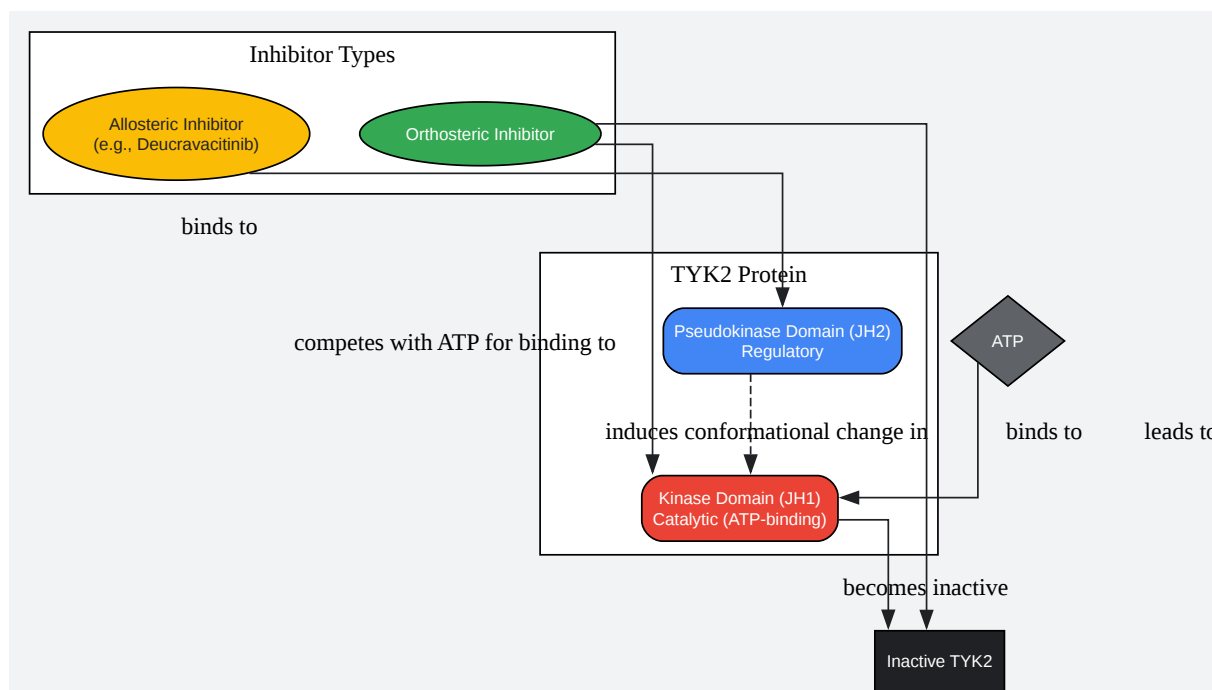 Inhibitor Types
Allosteric Inhibitor
(e.g., Deucravacitinib)
Orthosteric Inhibitor
binds to
TYK2 Protein
competes with ATP for binding to
Pseudokinase Domain (JH2)
Regulatory
ATP
induces conformational change in
binds to
leads to
Kinase Domain (JH1)
Catalytic (ATP-binding)
becomes inactive
Inactive TYK2